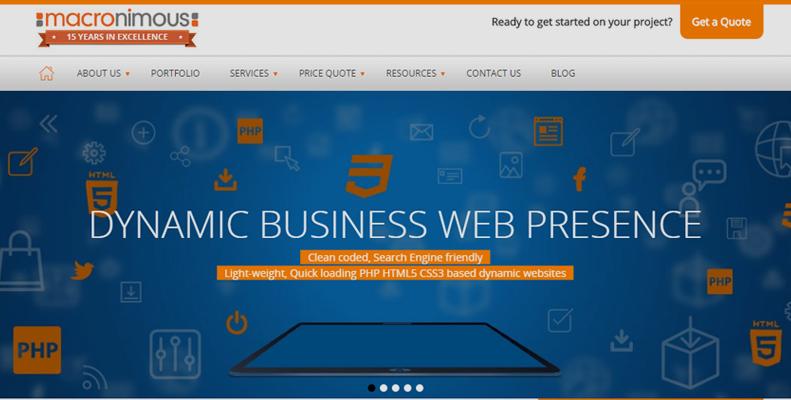 macronimous
15 YEARS IN EXCELLENCE
Ready to get started on your project?
Get a Quote
ABOUT US
PORTFOLIO
SERVICES
PRICE QUOTE
RESOURCES
CONTACT US
BLOG
PHP
HTML
5
3
DYNAMIC BUSINESS WEB PRESENCE
Clean coded, Search Engine friendly
Light-weight, Quick loading PHP HTML5 CSS3 based dynamic websites
PHP
PHP
HTML
5